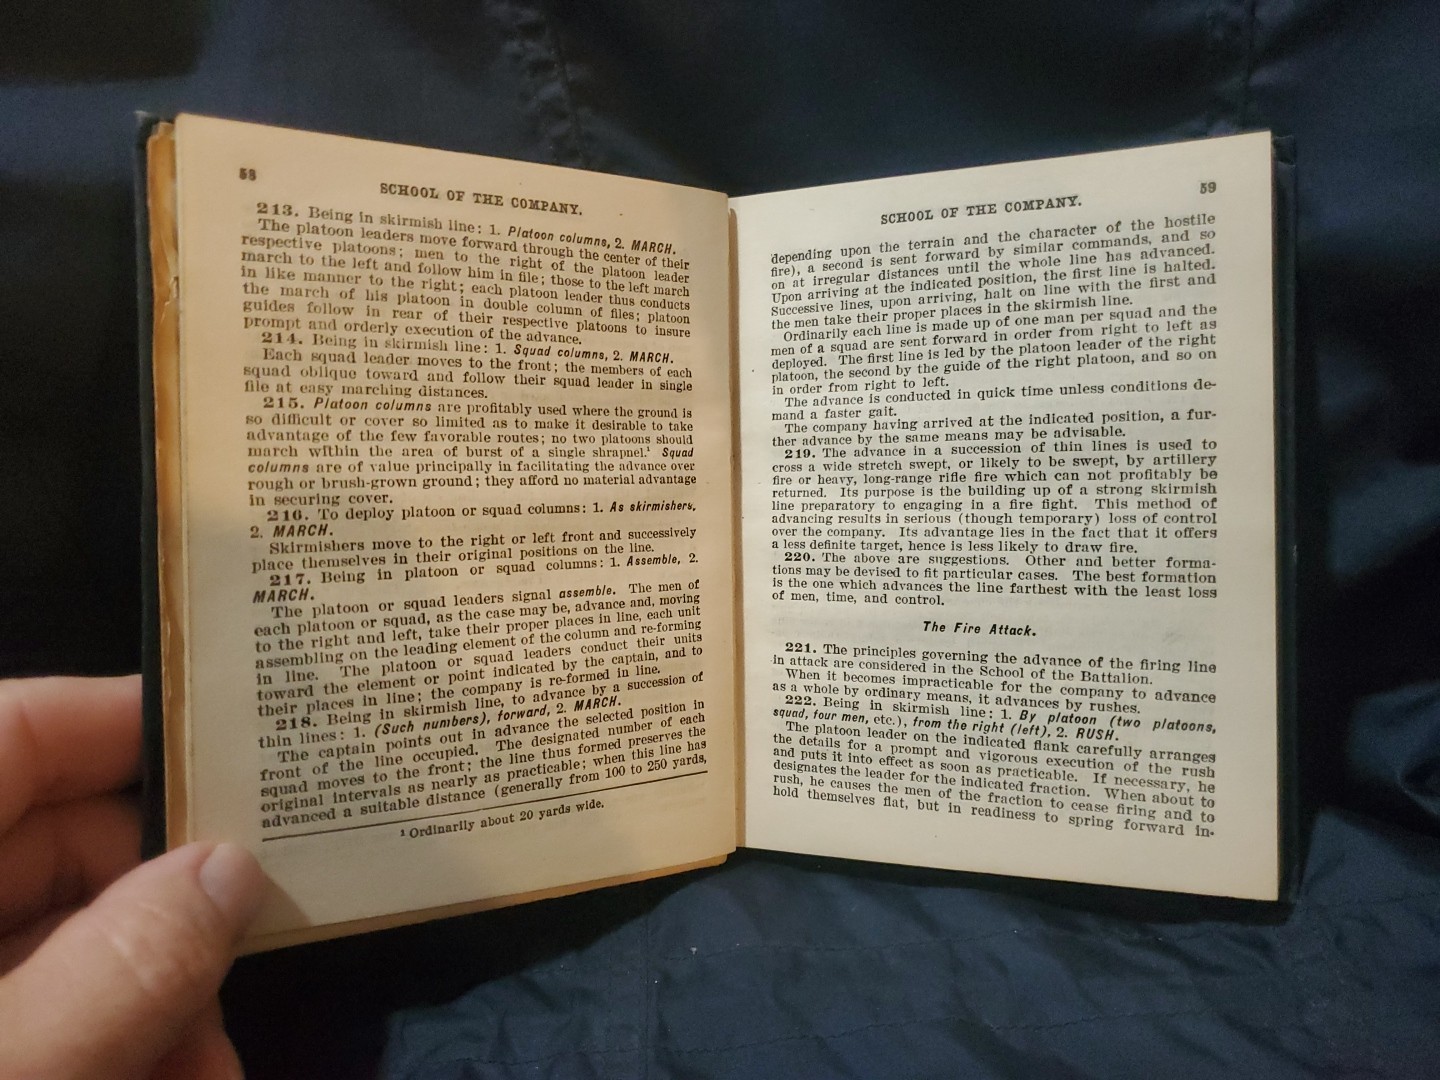 58
SCHOOL OF THE COMPANY.
213. Being in skirmish line: 1. Platoon columns, 2. MARCH.
The platoon leaders move forward through the center of their
respective platoons; men to the right of the platoon leader
march to the left and follow him in file; those to the left march
in like manner to the right; each platoon leader thus conducts
the march of his platoon in double column of files; platoon
guides follow in rear of their respective platoons to insure
prompt and orderly execution of the advance.
214. Being in skirmish line: 1. Squad columns, 2. MARCH.
Each squad leader moves to the front; the members of each
squad oblique toward and follow their squad leader in single
file at easy marching distances.
215. Platoon columns are profitably used where the ground is
so difficult or cover so limited as to make it desirable to take
advantage of the few favorable routes; no two platoons should
march within the area of burst of a single shrapnel.¹ Squad
columns are of value principally in facilitating the advance over
rough or brush-grown ground; they afford no material advantage
in securing cover.
216. To deploy platoon or squad columns: 1. As skirmishers,
2. MARCH.
Skirmishers move to the right or left front and successively
place themselves in their original positions on the line.
217. Being in platoon or squad columns: 1. Assemble, 2.
MARCH.
The platoon or squad leaders signal assemble. The men of
each platoon or squad, as the case may be, advance and, moving
to the right and left, take their proper places in line, each unit
assembling on the leading element of the column and re-forming
in line. The platoon or squad leaders conduct their units
toward the element or point indicated by the captain, and to
their places in line; the company is re-formed in line.
218. Being in skirmish line, to advance by a succession of
thin lines: 1. (Such numbers), forward, 2. MARCH.
The captain points out in advance the selected position in
front of the line occupied. The designated number of each
squad moves to the front; the line thus formed preserves the
original intervals as nearly as practicable; when this line has
advanced a suitable distance (generally from 100 to 250 yards,
¹ Ordinarily about 20 yards wide.
59
SCHOOL OF THE COMPANY.
depending upon the terrain and the character of the hostile
fire), a second is sent forward by similar commands, and so
on at irregular distances until the whole line has advanced.
Upon arriving at the indicated position, the first line is halted.
Successive lines, upon arriving, halt on line with the first and
the men take their proper places in the skirmish line.
Ordinarily each line is made up of one man per squad and the
men of a squad are sent forward in order from right to left as
deployed. The first line is led by the platoon leader of the right
platoon, the second by the guide of the right platoon, and so on
in order from right to left.
The advance is conducted in quick time unless conditions de-
mand a faster gait.
The company having arrived at the indicated position, a fur-
ther advance by the same means may be advisable.
219. The advance in a succession of thin lines is used to
cross a wide stretch swept, or likely to be swept, by artillery
fire or heavy, long-range rifle fire which can not profitably be
returned. Its purpose is the building up of a strong skirmish
line preparatory to engaging in a fire fight. This method of
advancing results in serious (though temporary) loss of control
over the company. Its advantage lies in the fact that it offers
a less definite target, hence is less likely to draw fire.
220. The above are suggestions. Other and better forma-
tions may be devised to fit particular cases. The best formation
is the one which advances the line farthest with the least loss
of men, time, and control.
The Fire Attack.
221. The principles governing the advance of the firing line
in attack are considered in the School of the Battalion.
When it becomes impracticable for the company to advance
as a whole by ordinary means, it advances by rushes.
222. Being in skirmish line: 1. By platoon (two platoons,
squad, four men, etc.), from the right (left), 2. RUSH.
The platoon leader on the indicated flank carefully arranges
the details for a prompt and vigorous execution of the rush
and puts it into effect as soon as practicable. If necessary, he
designates the leader for the indicated fraction. When about to
rush, he causes the men of the fraction to cease firing and to
hold themselves flat, but in readiness to spring forward in-